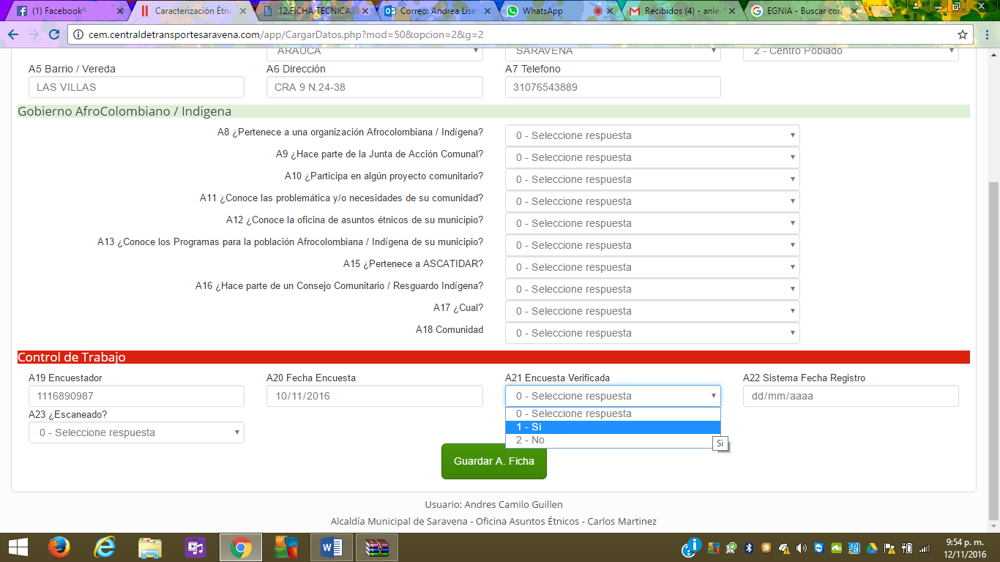 (1) Facebook
Caracterización Étni
12.FICHA TECNICA
Correo: Andrea Liset
WhatsApp
Recibidos (4) - anle
EGNIA - Buscar con
cem.centraldetransportesaravena.com/app/CargarDatos.php?mod=50&opcion=2&g=2
ARAUCA
SARAVENA
2 - Centro Poblado
A5 Barrio / Vereda
A6 Dirección
A7 Telefono
LAS VILLAS
CRA 9 N.24-38
31076543889
Gobierno AfroColombiano / Indigena
A8 ¿Pertenece a una organización Afrocolombiana / Indígena?
0 - Seleccione respuesta
A9 ¿Hace parte de la Junta de Acción Comunal?
0 - Seleccione respuesta
A10 ¿Participa en algún proyecto comunitario?
0 - Seleccione respuesta
A11 ¿Conoce las problemática y/o necesidades de su comunidad?
0 - Seleccione respuesta
A12 ¿Conoce la oficina de asuntos étnicos de su municipio?
0 - Seleccione respuesta
A13 ¿Conoce los Programas para la población Afrocolombiana / Indígena de su municipio?
0 - Seleccione respuesta
A15 ¿Pertenece a ASCATIDAR?
0 - Seleccione respuesta
A16 ¿Hace parte de un Consejo Comunitario / Resguardo Indígena?
0 - Seleccione respuesta
A17 ¿Cual?
0 - Seleccione respuesta
A18 Comunidad
0 - Seleccione respuesta
Control de Trabajo
A19 Encuestador
A20 Fecha Encuesta
A21 Encuesta Verificada
A22 Sistema Fecha Registro
1116890987
10/11/2016
0 - Seleccione respuesta
dd/mm/aaaa
A23 ¿Escaneado?
0 - Seleccione respuesta
0 - Seleccione respuesta
1 - Si
2 - No
Si
Guardar A. Ficha
Usuario: Andres Camilo Guillen
Alcaldía Municipal de Saravena - Oficina Asuntos Étnicos - Carlos Martinez
9:54 p. m.
12/11/2016